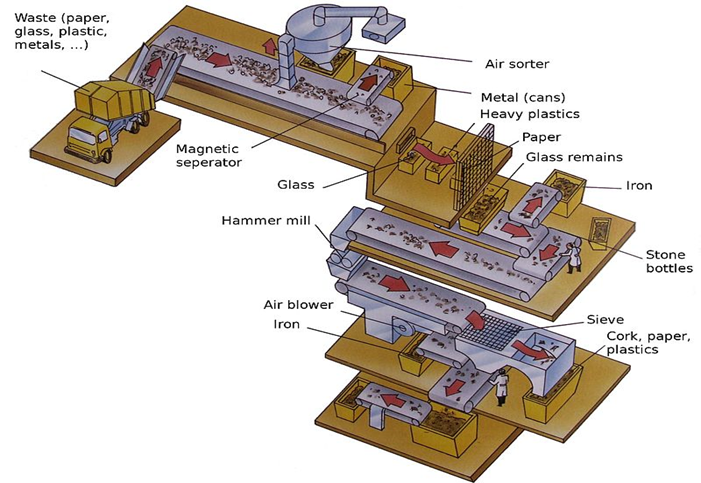 Waste (paper,
glass, plastic,
metals, ...)
Air sorter
Metal (cans)
Heavy plastics
Paper
Magnetic
seperator
Glass remains
Glass
Iron
Hammer mill
Stone
bottles
Air blower
Sieve
Iron
Cork, paper,
plastics